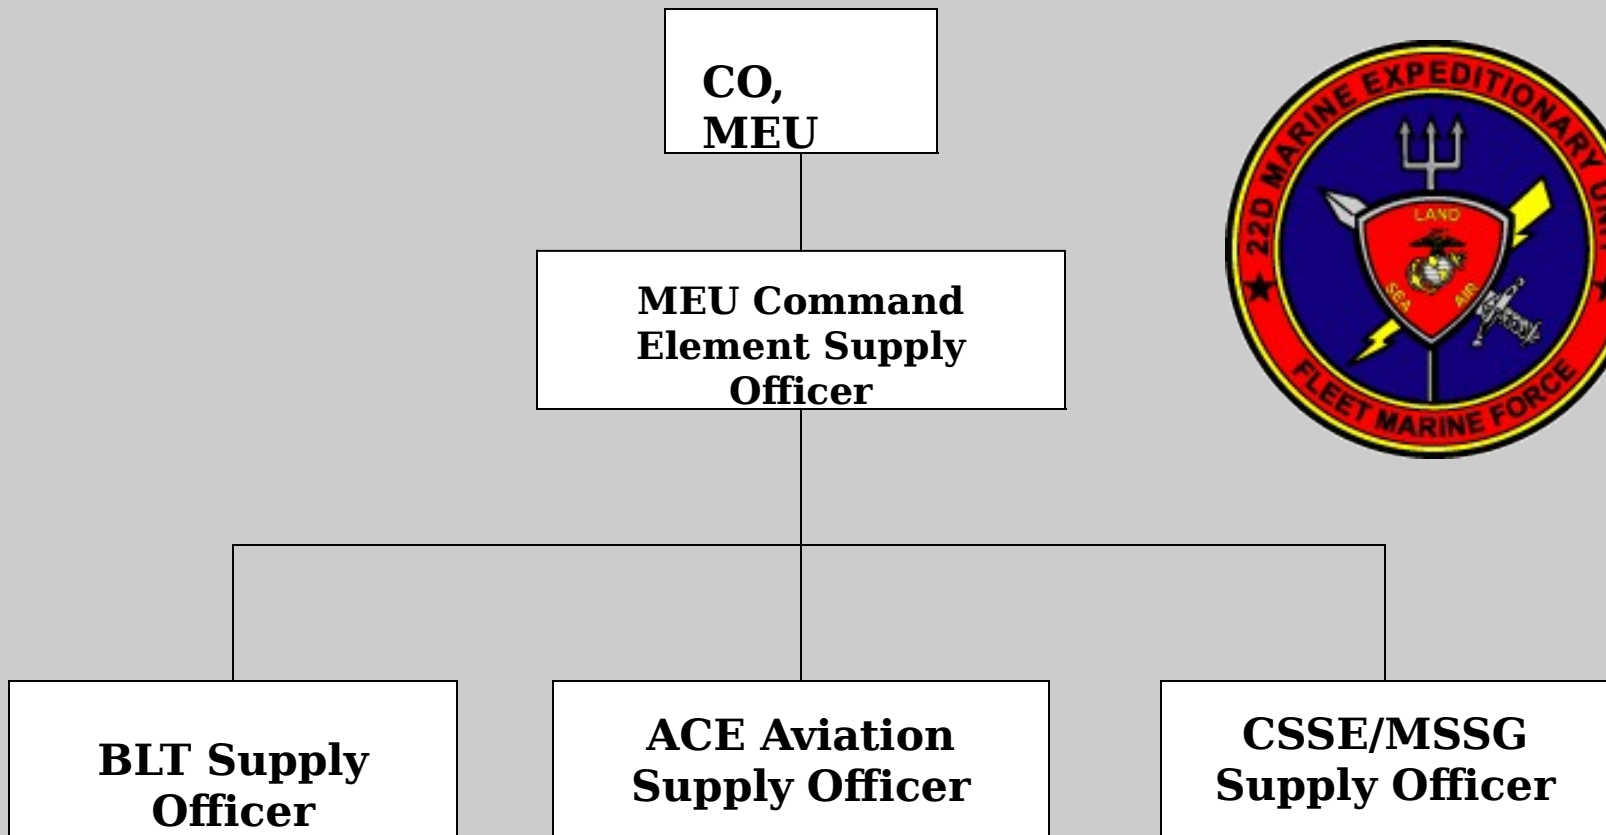 CO,
MEU
22D MARINE EXPEDITIONARY UNIT
LAND
SEA
AIR
FLEET MARINE FORCE
MEU Command
Element Supply
Officer
BLT Supply
Officer
ACE Aviation
Supply Officer
CSSE/MSSG
Supply Officer